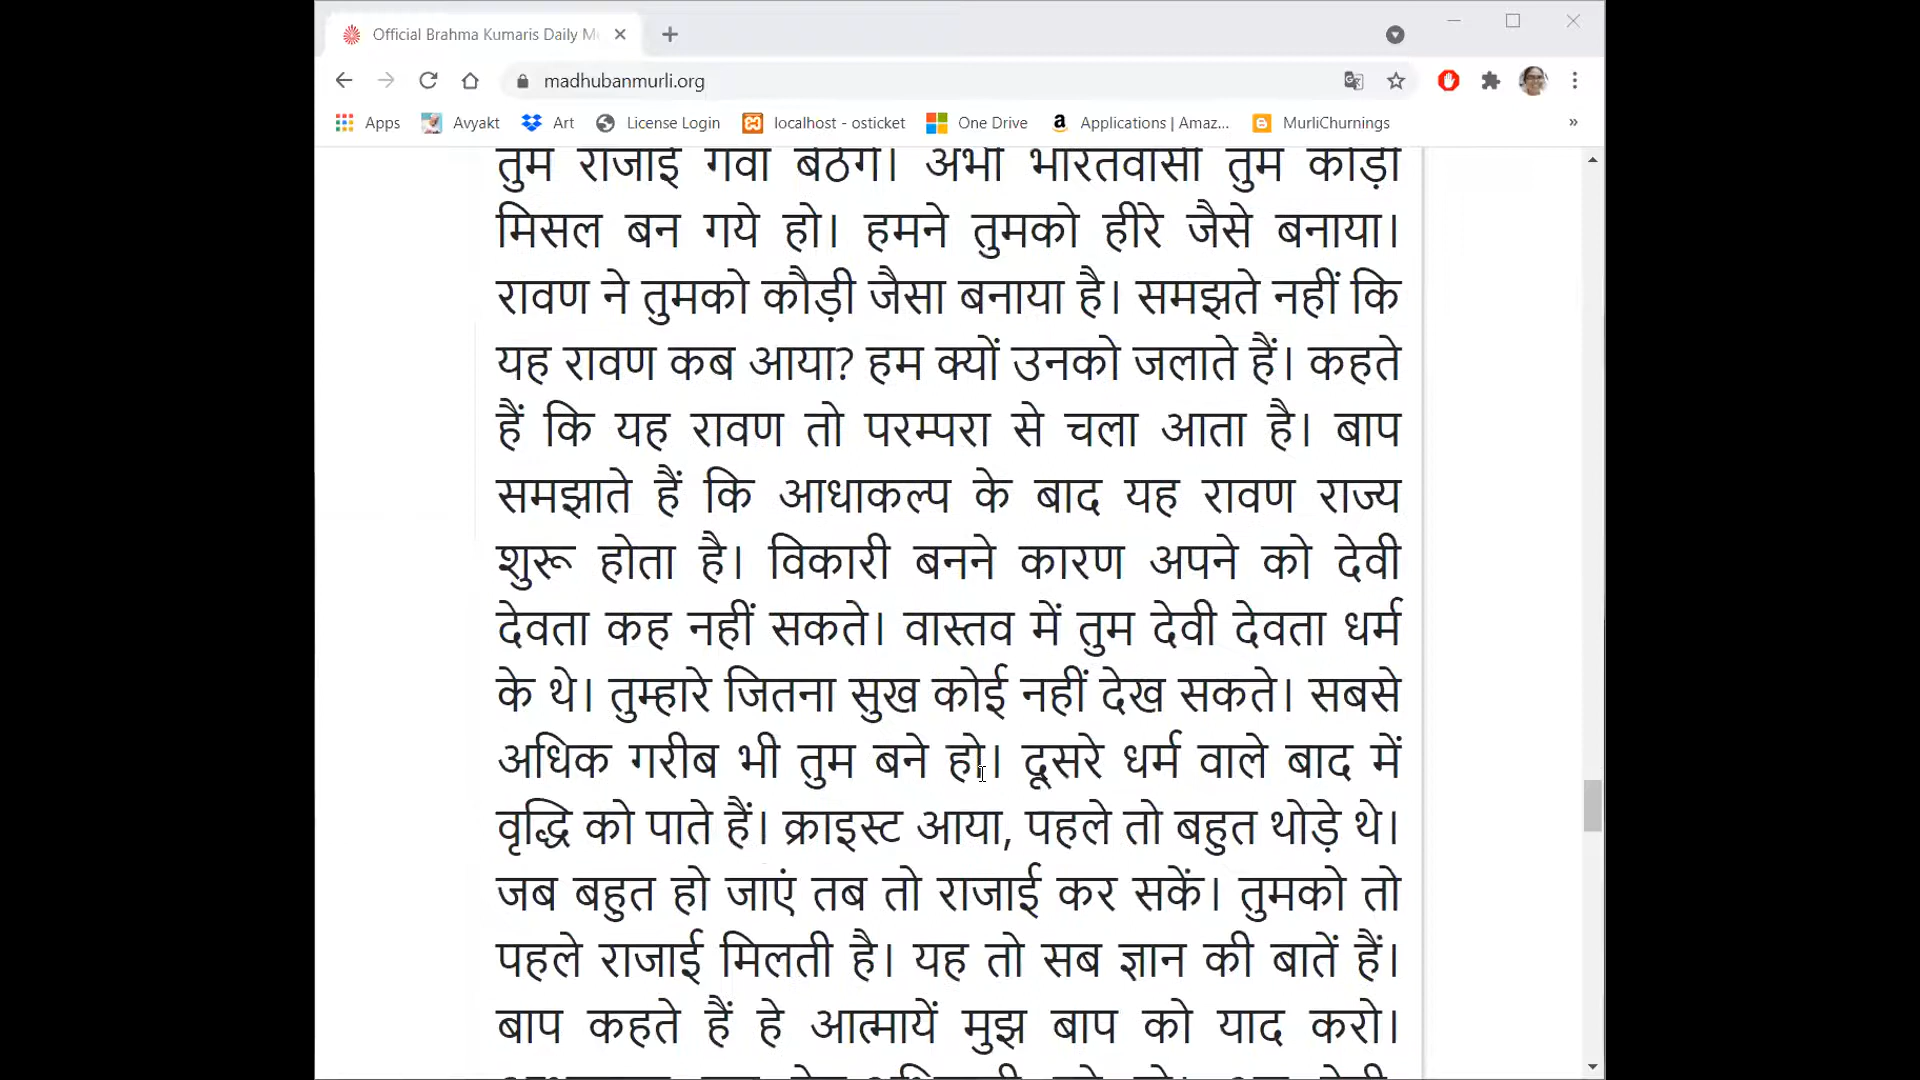 Official Brahma Kumaris Daily M
madhubanmurli.org
Apps Avyakt Art License Login localhost - osticket One Drive Applications | Amaz... MurliChurnings »
तुम राजाई गंवा बैठेंगे। अभी भारतवासी तुम कौड़ी
मिसल बन गये हो। हमने तुमको हीरे जैसे बनाया।
रावण ने तुमको कौड़ी जैसा बनाया है। समझते नहीं कि
यह रावण कब आया? हम क्यों उनको जलाते हैं। कहते
हैं कि यह रावण तो परम्परा से चला आता है। बाप
समझाते हैं कि आधाकल्प के बाद यह रावण राज्य
शुरू होता है। विकारी बनने कारण अपने को देवी
देवता कह नहीं सकते। वास्तव में तुम देवी देवता धर्म
के थे। तुम्हारे जितना सुख कोई नहीं देख सकते। सबसे
अधिक गरीब भी तुम बने हो। दूसरे धर्म वाले बाद में
वृद्धि को पाते हैं। क्राइस्ट आया, पहले तो बहुत थोड़े थे।
जब बहुत हो जाएं तब तो राजाई कर सकें। तुमको तो
पहले राजाई मिलती है। यह तो सब ज्ञान की बातें हैं।
बाप कहते हैं हे आत्मायें मुझ बाप को याद करो।